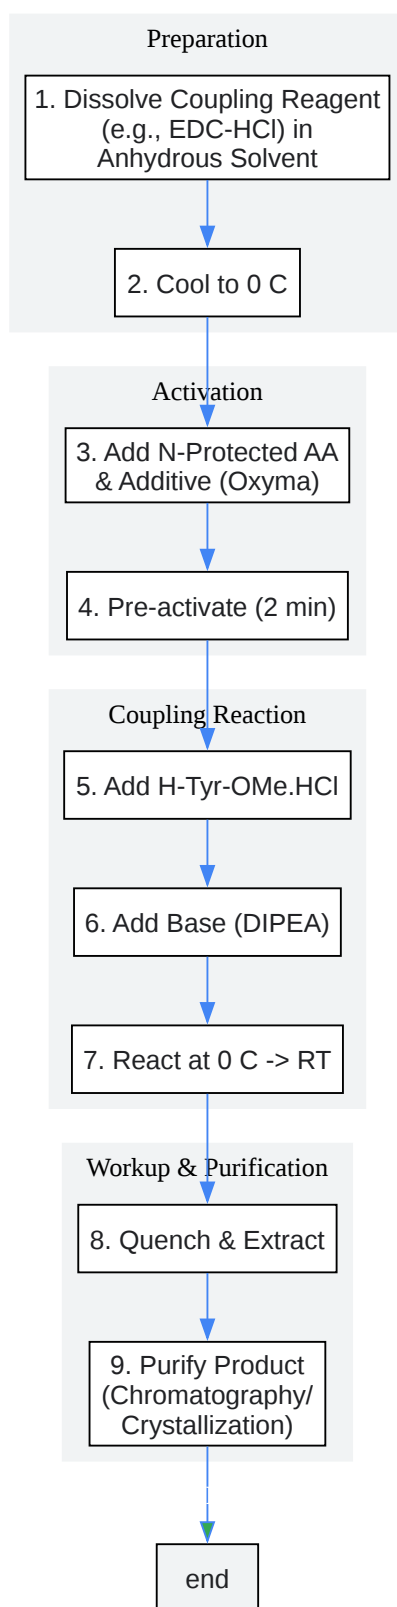 Preparation
1. Dissolve Coupling Reagent
(e.g., EDC-HCl) in
Anhydrous Solvent
2. Cool to 0 C
Activation
3. Add N-Protected AA
& Additive (Oxyma)
4. Pre-activate (2 min)
Coupling Reaction
5. Add H-Tyr-OMe.HCl
6. Add Base (DIPEA)
7. React at 0 C -> RT
Workup & Purification
8. Quench & Extract
9. Purify Product
(Chromatography/
Crystallization)
end